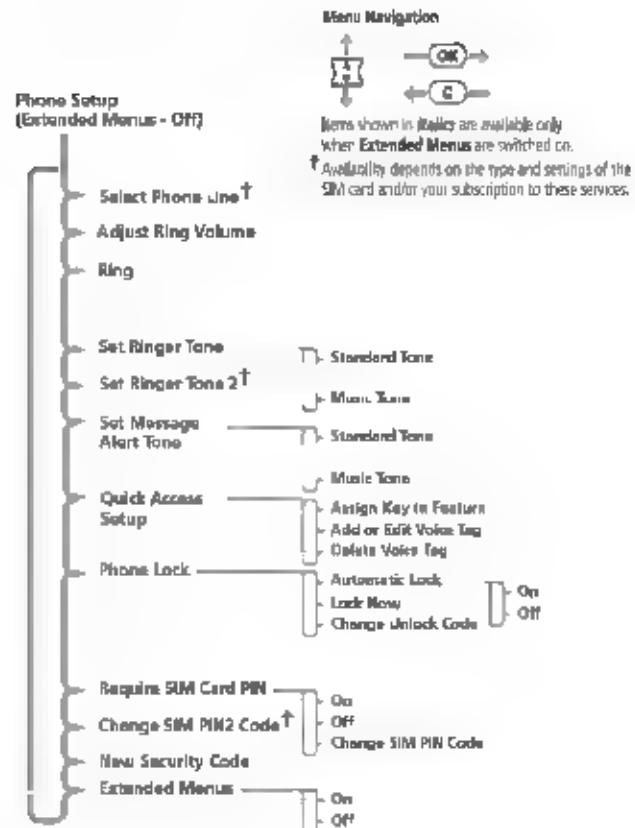 Menu Navigation
OK
C
Phone Setup
(Extended Menus - Off)
Items shown in Italics are available only
when Extended Menus are switched on.
† Availability depends on the type and settings of the
SIM card and/or your subscription to these services.
Select Phone Line†
Adjust Ring Volume
Ring
Set Ringer Tone
Standard Tone
Set Ringer Tone 2†
Music Tone
Set Message
Alert Tone
Standard Tone
Music Tone
Quick Access
Setup
Assign Key to Feature
Add or Edit Voice Tag
Delete Voice Tag
Phone Lock
Automatic Lock
On
Lock Now
Off
Change Unlock Code
Require SIM Card PIN
On
Change SIM PIN2 Code†
Off
Change SIM PIN Code
New Security Code
Extended Menus
On
Off